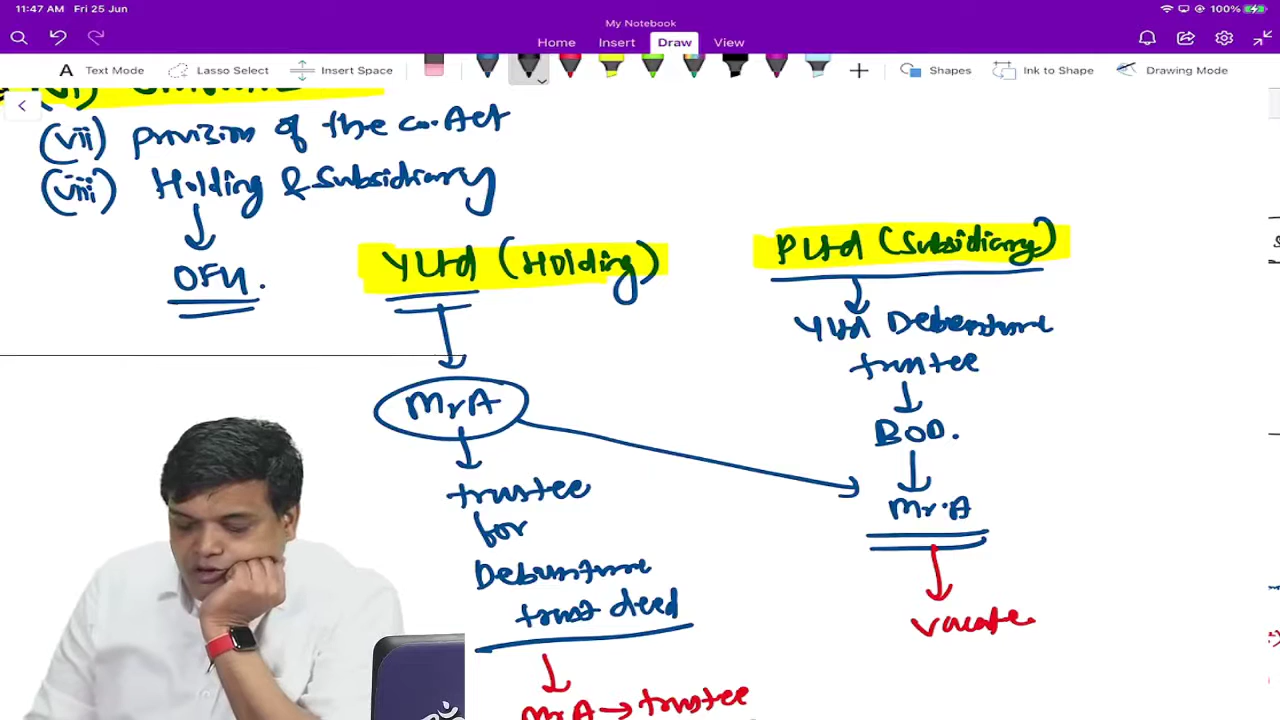 11:47 AM Fri 25 Jun
100%
My Notebook
Home Insert Draw View
Text Mode Lasso Select Insert Space Shapes Ink to Shape Drawing Mode
(vi)
(vii) provision of the co. Act
(viii) Holding & Subsidiary
OFU.
Y Ltd (Holding)
Mr A
trustee
for
Debenture
trust deed
Mr A → trustee
P Ltd (Subsidiary)
Y Ltd Debenture
trustee
BOD.
Mr. A
vacate